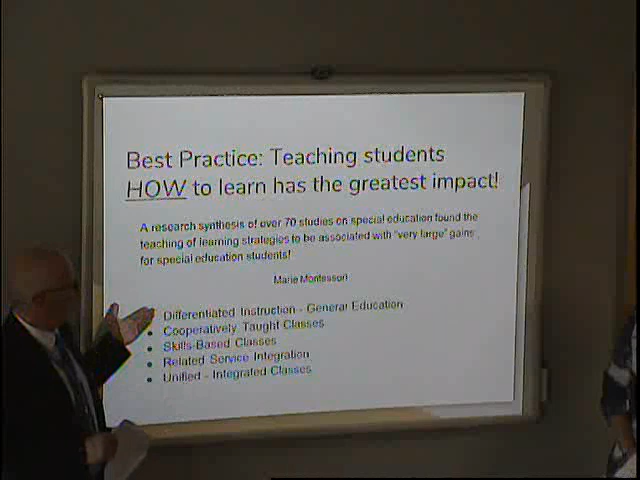 Best Practice: Teaching students
HOW to learn has the greatest impact!
A research synthesis of over 70 studies on special education found the
teaching of learning strategies to be associated with "very large" gains
for special education students!
Marie Montessori
Differentiated Instruction - General Education
• Cooperatively Taught Classes
• Skills-Based Classes
• Related Service Integration
• Unified - Integrated Classes